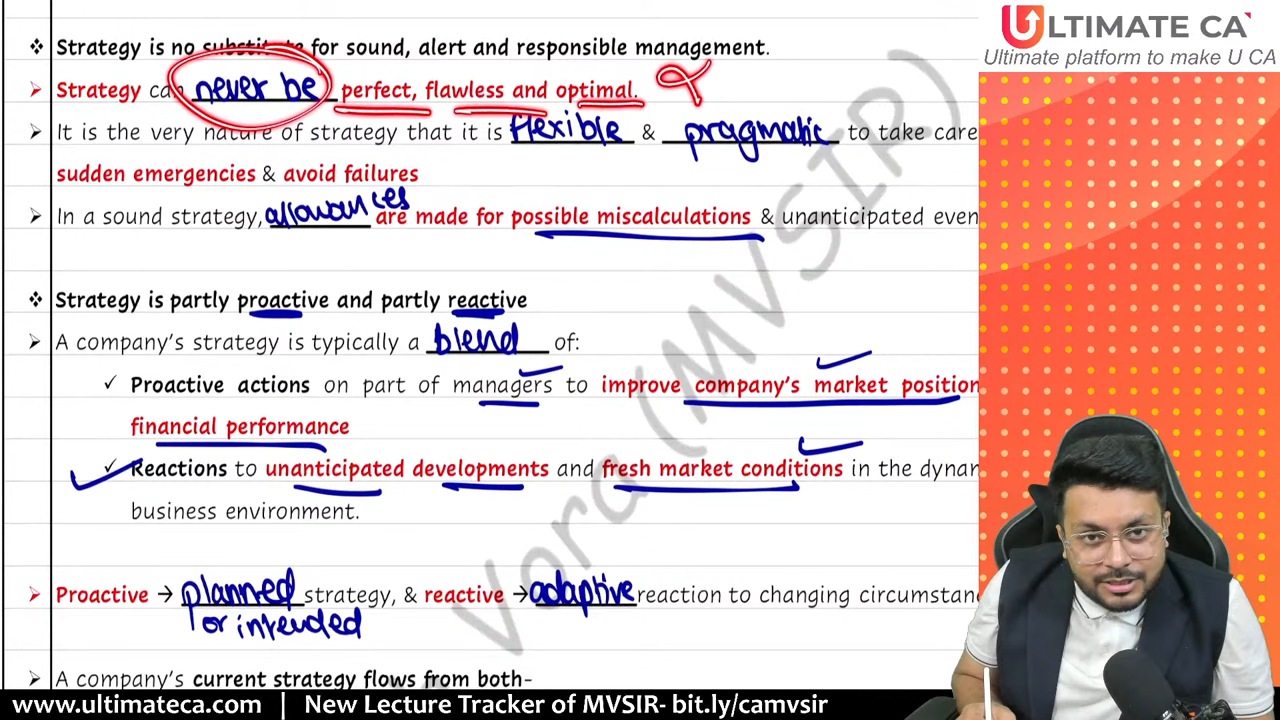 ❖ Strategy is no substitute for sound, alert and responsible management.
➢ Strategy can never be perfect, flawless and optimal.
➢ It is the very nature of strategy that it is flexible & pragmatic to take care
sudden emergencies & avoid failures
➢ In a sound strategy, allowances are made for possible miscalculations & unanticipated even
❖ Strategy is partly proactive and partly reactive
➢ A company's strategy is typically a blend of:
✓ Proactive actions on part of managers to improve company's market position
financial performance
✓ Reactions to unanticipated developments and fresh market conditions in the dynam
business environment.
➢ Proactive → planned strategy, & reactive → adaptive reaction to changing circumstanc
or intended
➢ A company's current strategy flows from both-
Vora (MVSIR)
ULTIMATE CA
Ultimate platform to make U CA
www.ultimateca.com | New Lecture Tracker of MVSIR- bit.ly/camvsir